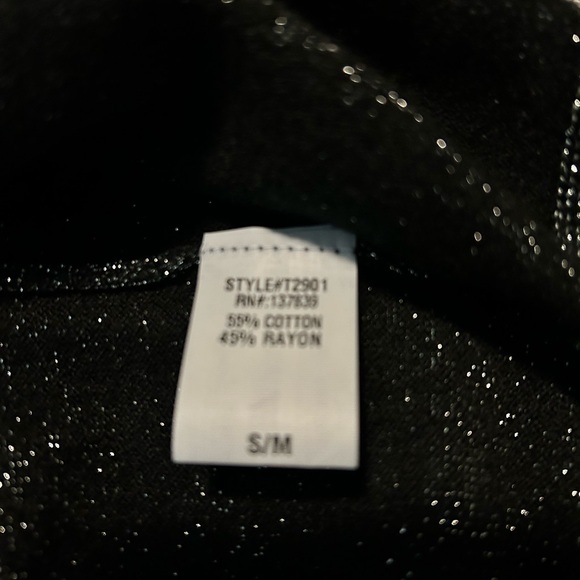 STYLE#T2901
RN#:137839
55% COTTON
45% RAYON
S/M